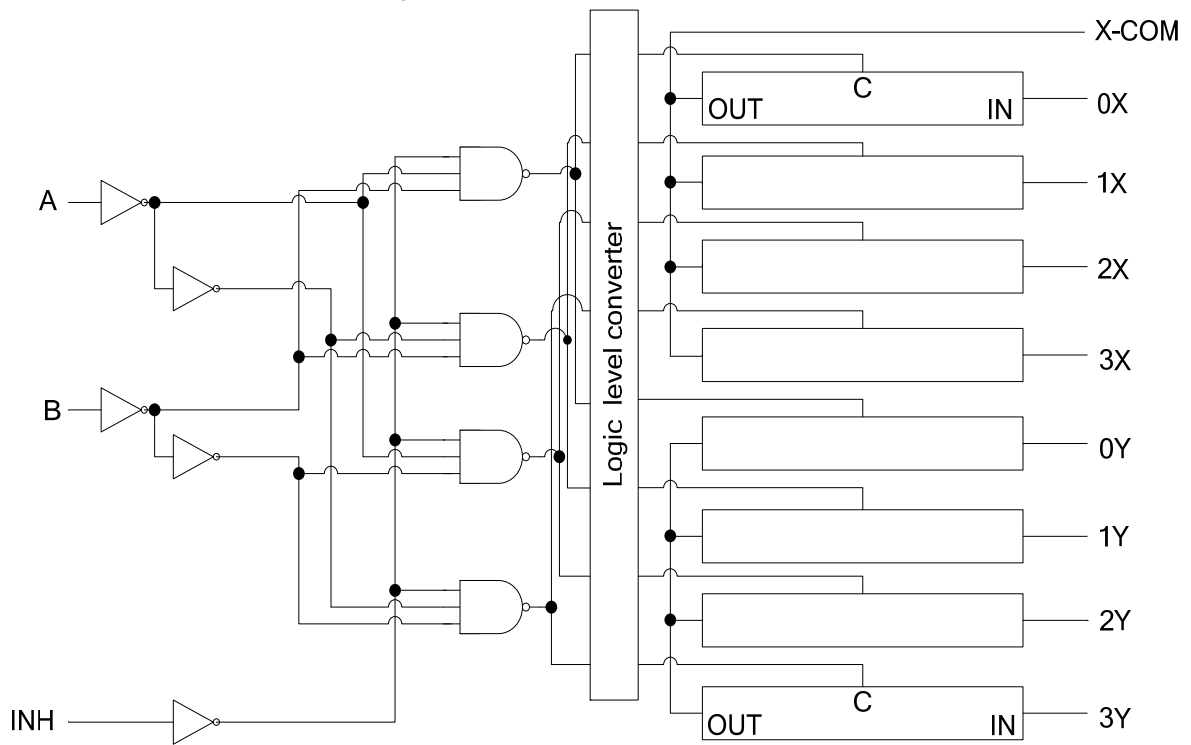 X-COM
C
OUT IN
0X
1X
A
2X
3X
Logic level converter
B
0Y
1Y
2Y
INH
C
OUT IN
3Y